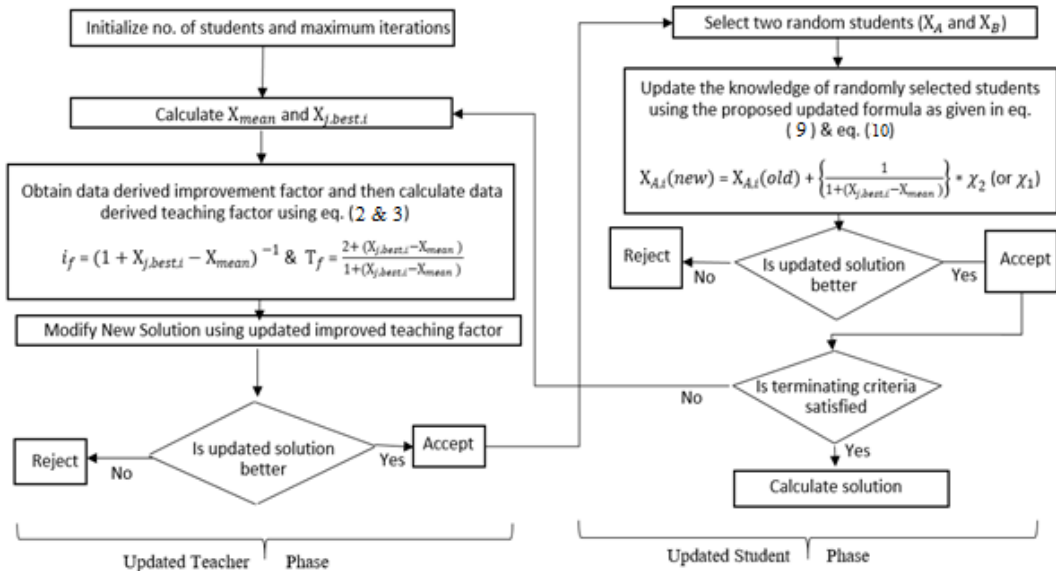 Initialize no. of students and maximum iterations
Calculate X_mean and X_j.best.i
Obtain data derived improvement factor and then calculate data
derived teaching factor using eq. (2 & 3)
i_f = (1 + X_j.best.i − X_mean)^−1 & T_f = 2+(X_j.best.i−X_mean) / 1+(X_j.best.i−X_mean)
Modify New Solution using updated improved teaching factor
Is updated solution
better
No
Reject
Yes
Accept
Updated Teacher Phase
Select two random students (X_A and X_B)
Update the knowledge of randomly selected students
using the proposed updated formula as given in eq.
(9) & eq. (10)
X_A.i(new) = X_A.i(old) + {1 / 1+(X_j.best.i−X_mean)} * χ_2 (or χ_1)
Is updated solution
better
No
Reject
Yes
Accept
Is terminating criteria
satisfied
No
Yes
Calculate solution
Updated Student Phase